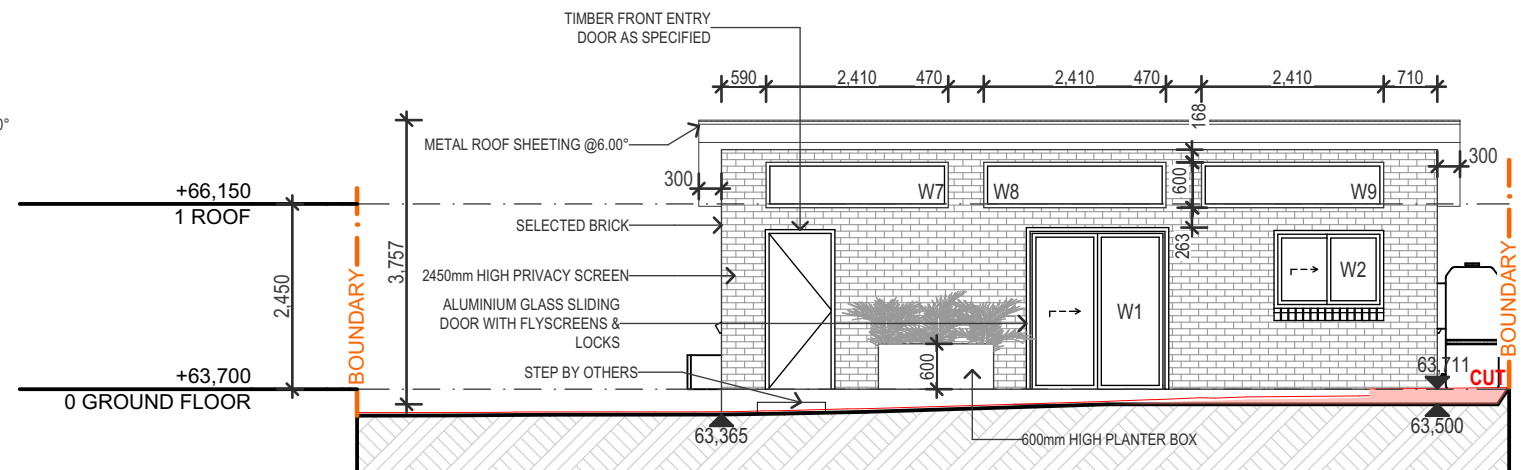 TIMBER FRONT ENTRY
DOOR AS SPECIFIED
590
2,410
470
2,410
470
2,410
710
0°
METAL ROOF SHEETING @6.00°
168
300
300
600
W7
W8
W9
+66,150
1 ROOF
SELECTED BRICK
263
3,757
2450mm HIGH PRIVACY SCREEN
W2
2,450
BOUNDARY
BOUNDARY
ALUMINIUM GLASS SLIDING
DOOR WITH FLYSCREENS &
LOCKS
W1
600
STEP BY OTHERS
63,711
CUT
+63,700
0 GROUND FLOOR
63,365
600mm HIGH PLANTER BOX
63,500